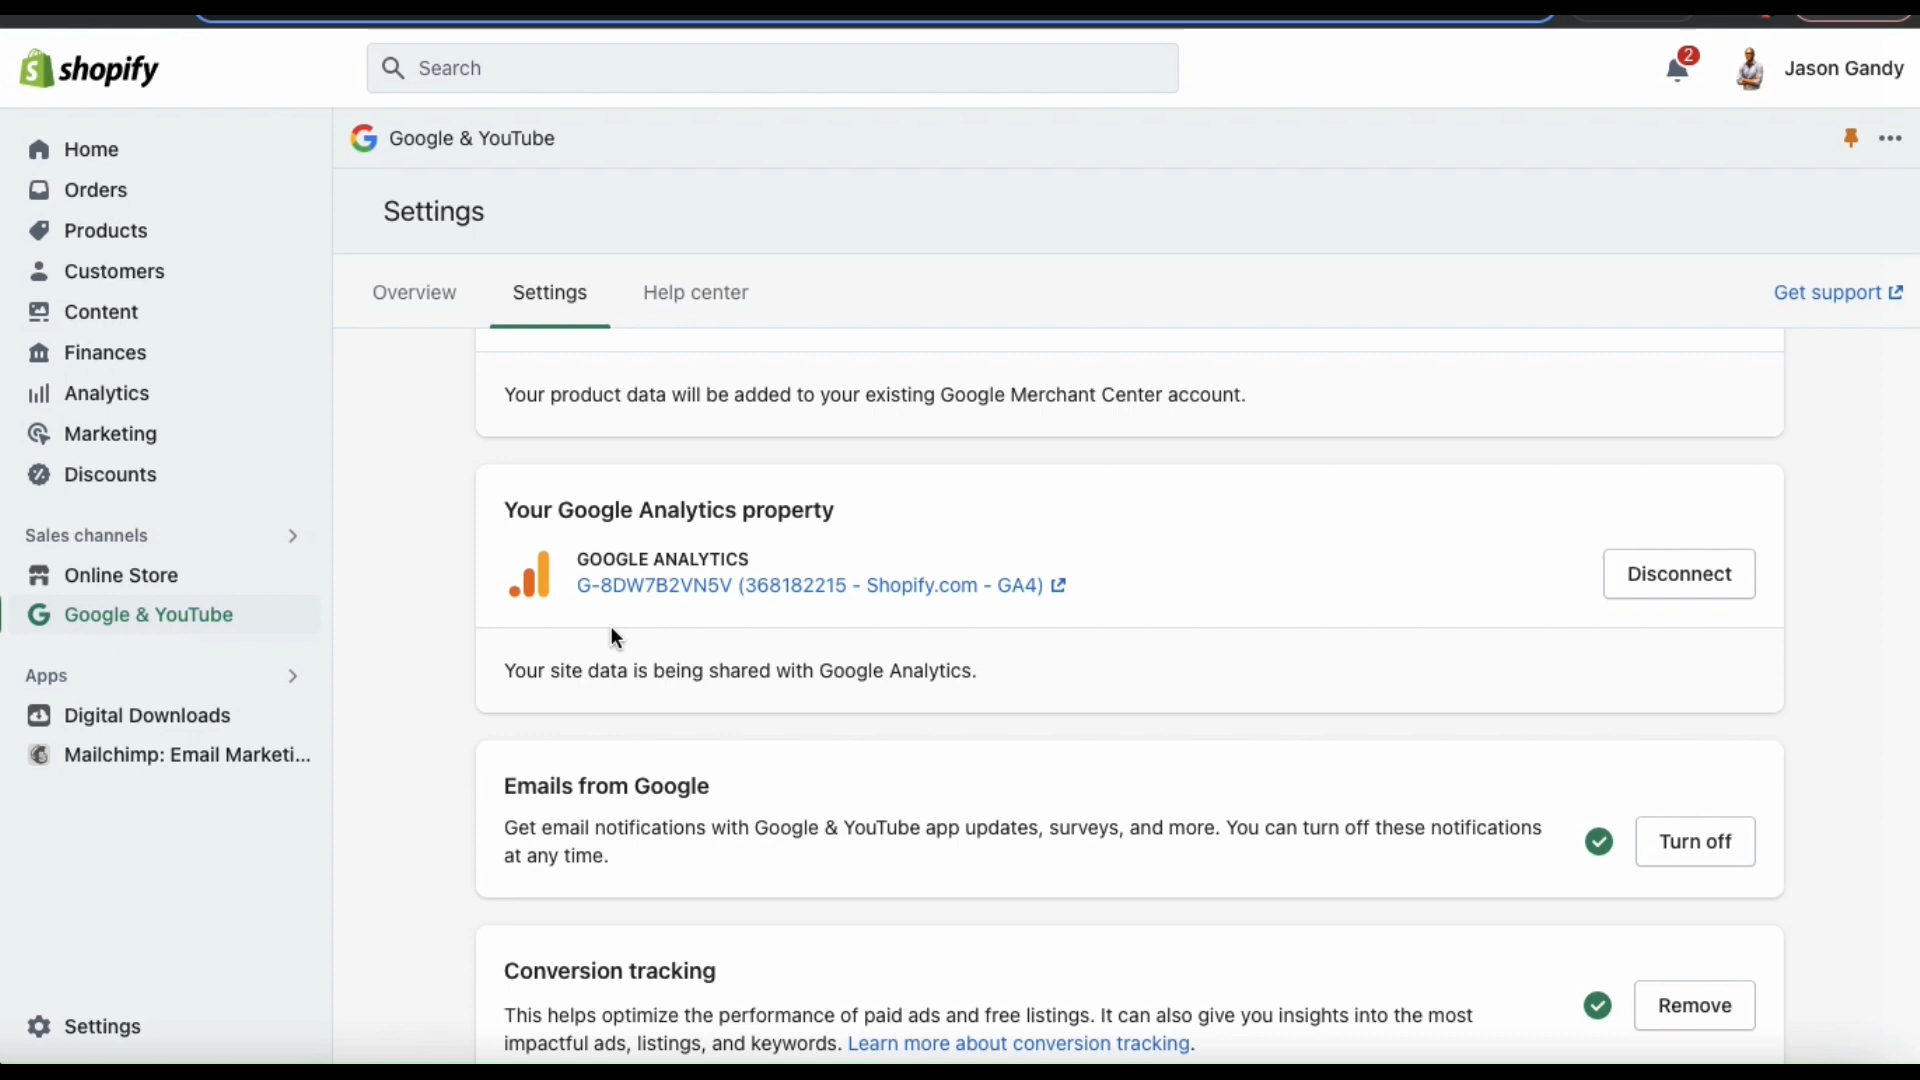 shopify
Search
2
Jason Gandy
Home
Orders
Products
Customers
Content
Finances
Analytics
Marketing
Discounts
Sales channels
Online Store
Google & YouTube
Apps
Digital Downloads
Mailchimp: Email Marketi...
Settings
Google & YouTube
Settings
Overview
Settings
Help center
Get support
Your product data will be added to your existing Google Merchant Center account.
Your Google Analytics property
GOOGLE ANALYTICS
G-8DW7B2VN5V (368182215 - Shopify.com - GA4)
Disconnect
Your site data is being shared with Google Analytics.
Emails from Google
Get email notifications with Google & YouTube app updates, surveys, and more. You can turn off these notifications
at any time.
Turn off
Conversion tracking
This helps optimize the performance of paid ads and free listings. It can also give you insights into the most
impactful ads, listings, and keywords. Learn more about conversion tracking.
Remove